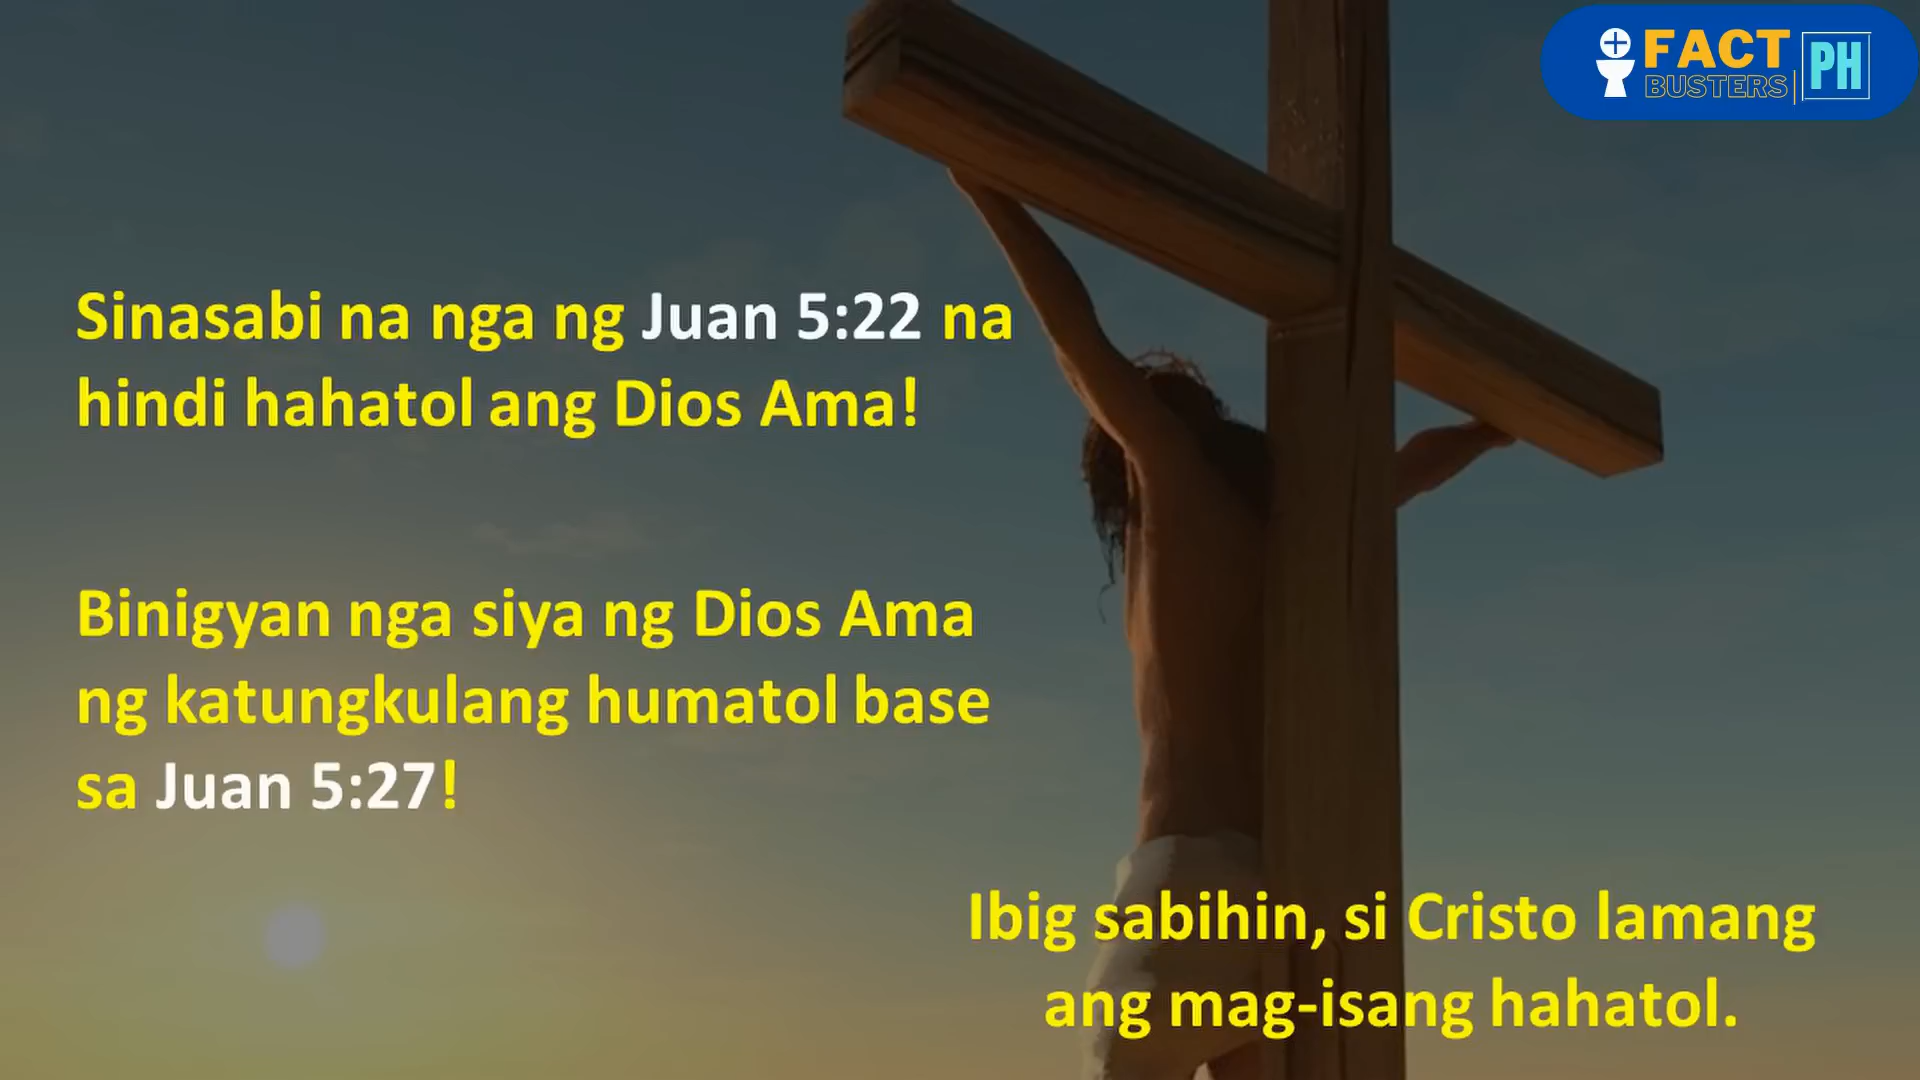 FACT
BUSTERS
PH
Sinasabi na nga ng Juan 5:22 na
hindi hahatol ang Dios Ama!
Binigyan nga siya ng Dios Ama
ng katungkulang humatol base
sa Juan 5:27!
Ibig sabihin, si Cristo lamang
ang mag-isang hahatol.